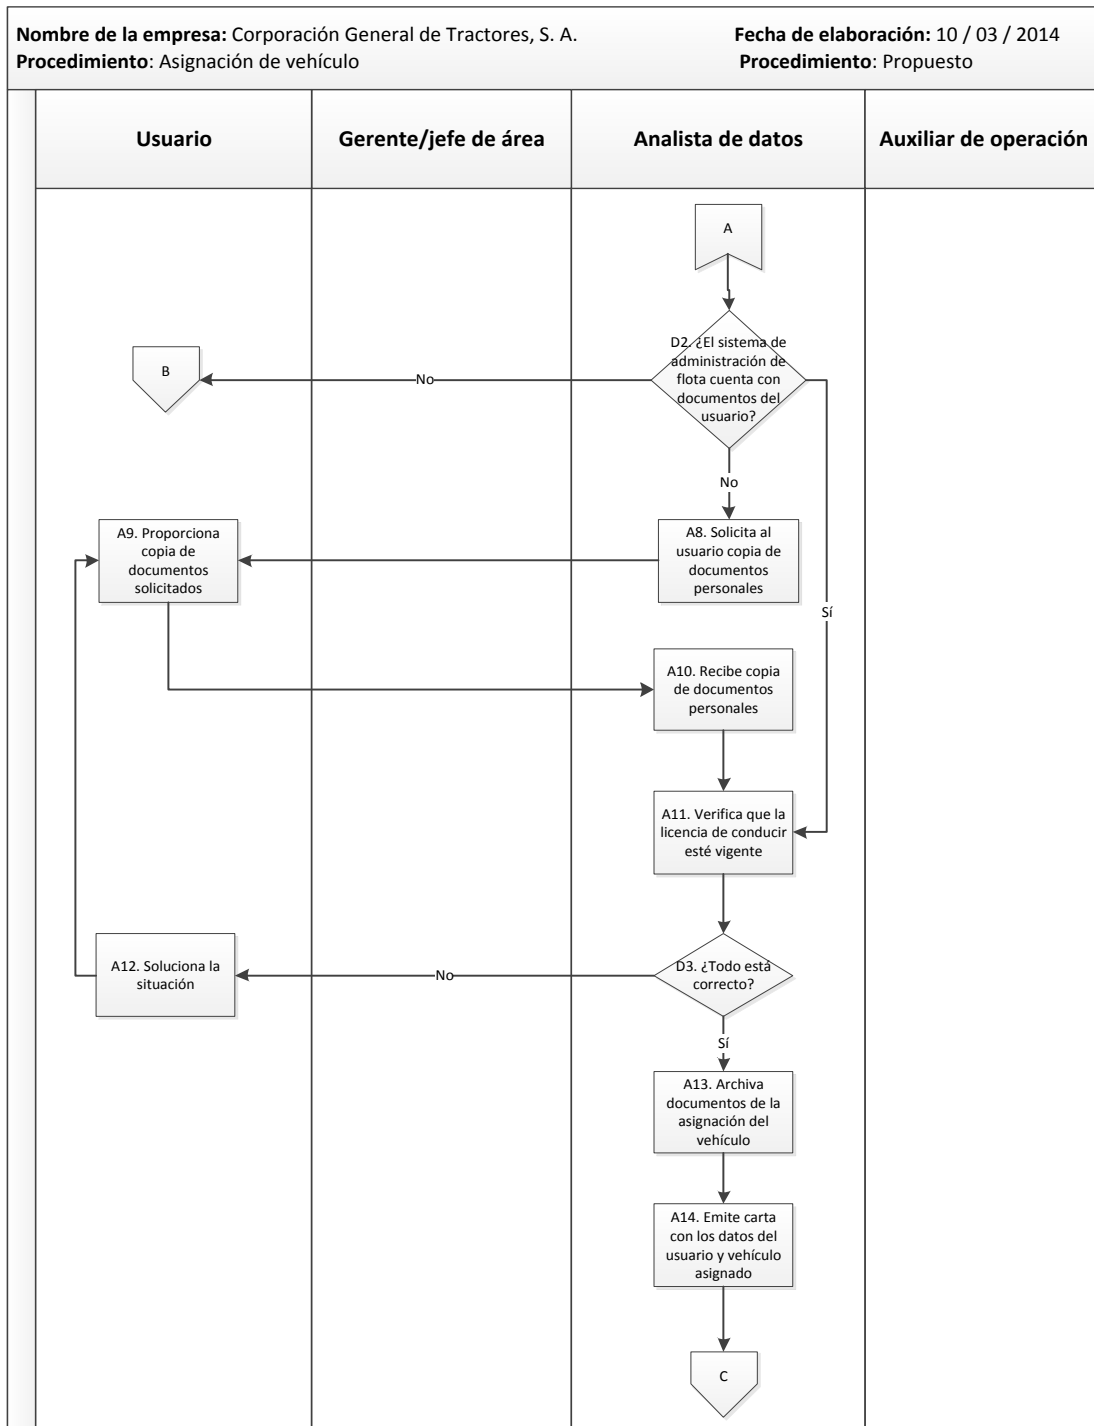 Nombre de la empresa: Corporación General de Tractores, S. A. Fecha de elaboración: 10 / 03 / 2014
Procedimiento: Asignación de vehículo Procedimiento: Propuesto
Usuario Gerente/jefe de área Analista de datos Auxiliar de operación
A
D2. ¿El sistema de
administración de
flota cuenta con
documentos del
usuario?
No
B
No
Sí
A8. Solicita al
usuario copia de
documentos
personales
A9. Proporciona
copia de
documentos
solicitados
A10. Recibe copia
de documentos
personales
A11. Verifica que la
licencia de conducir
esté vigente
D3. ¿Todo está
correcto?
No
A12. Soluciona la
situación
Sí
A13. Archiva
documentos de la
asignación del
vehículo
A14. Emite carta
con los datos del
usuario y vehículo
asignado
C